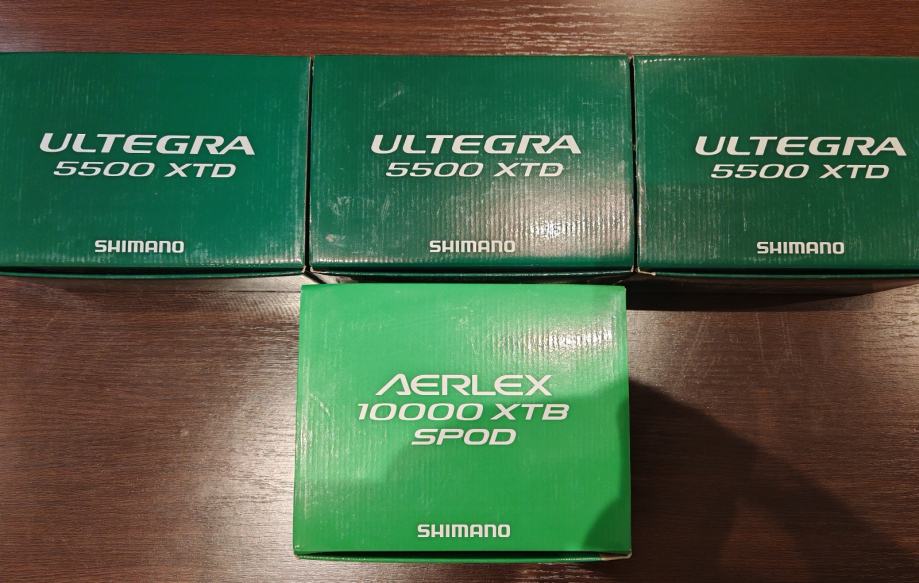 ULTEGRA
5500 XTD
SHIMANO
ULTEGRA
5500 XTD
SHIMANO
ULTEGRA
5500 XTD
SHIMANO
AERLEX
10000 XTB
SPOD
SHIMANO